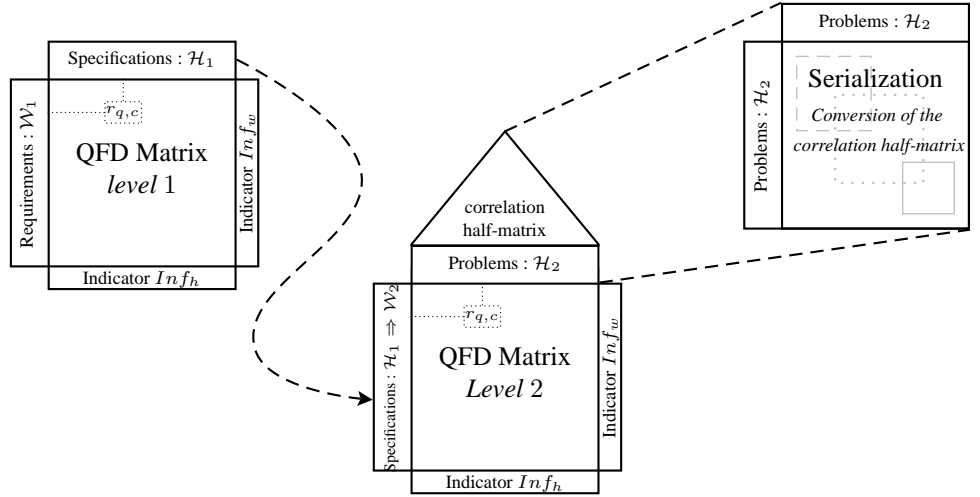 Specifications : ℋ₁
Requirements : 𝒲₁
r_{q,c}
QFD Matrix
level 1
Indicator Inf_w
Indicator Inf_h
correlation
half-matrix
Problems : ℋ₂
Specifications : ℋ₁ ⇒ 𝒲₂
r_{q,c}
QFD Matrix
Level 2
Indicator Inf_w
Indicator Inf_h
Problems : ℋ₂
Problems : ℋ₂
Serialization
Conversion of the
correlation half-matrix